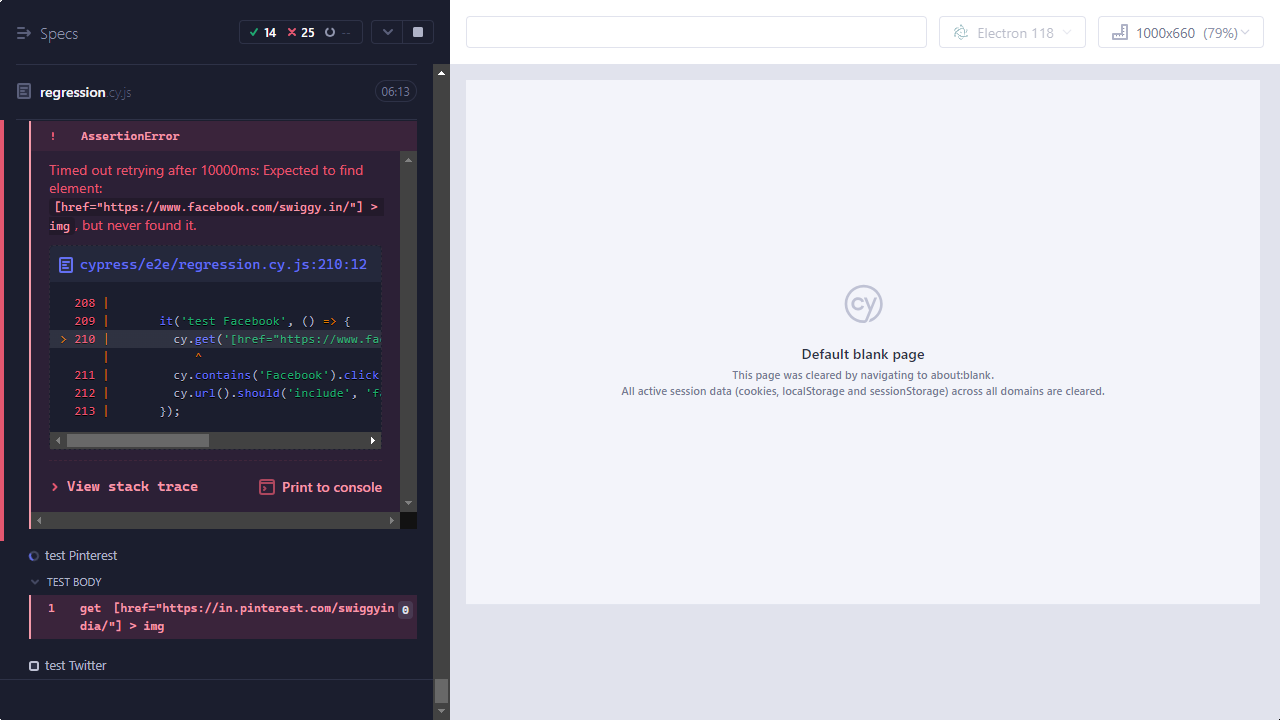 Specs
14 25 --
Electron 118
1000x660 (79%)
regression.cy.js
06:13
! AssertionError
Timed out retrying after 10000ms: Expected to find
element:
[href="https://www.facebook.com/swiggy.in/"] >
img, but never found it.
cypress/e2e/regression.cy.js:210:12
208 |
209 | it('test Facebook', () => {
> 210 | cy.get('[href="https://www.fac
| ^
211 | cy.contains('Facebook').click
212 | cy.url().should('include', 'fa
213 | });
> View stack trace
Print to console
test Pinterest
TEST BODY
1 get [href="https://in.pinterest.com/swiggyin
dia/"] > img
0
test Twitter
cy
Default blank page
This page was cleared by navigating to about:blank.
All active session data (cookies, localStorage and sessionStorage) across all domains are cleared.